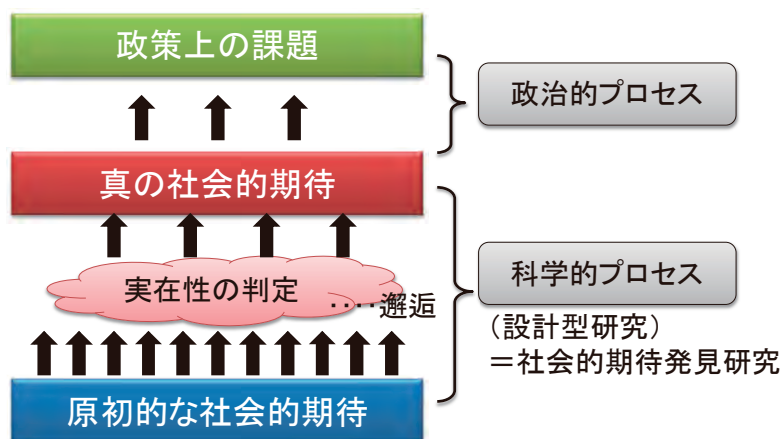 政策上の課題
政治的プロセス
真の社会的期待
実在性の判定
‥‥邂逅
科学的プロセス
(設計型研究)
＝社会的期待発見研究
原初的な社会的期待